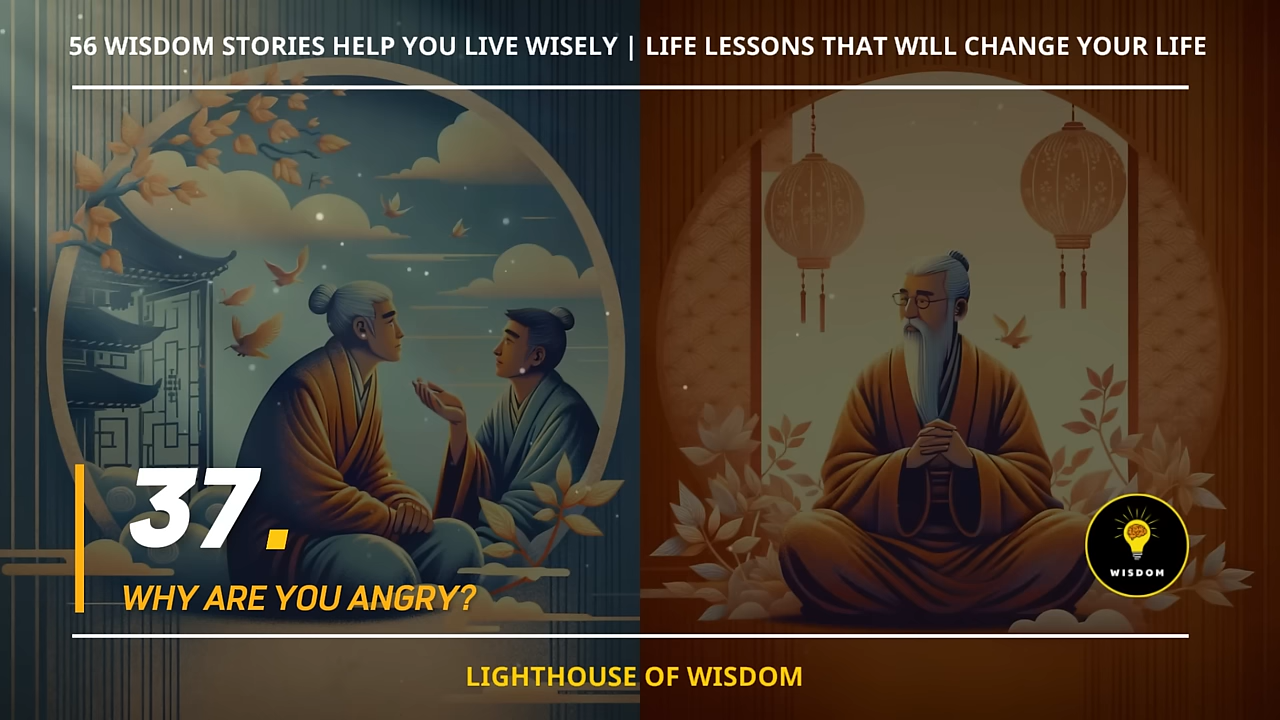 56 WISDOM STORIES HELP YOU LIVE WISELY | LIFE LESSONS THAT WILL CHANGE YOUR LIFE
37.
WHY ARE YOU ANGRY?
WISDOM
LIGHTHOUSE OF WISDOM